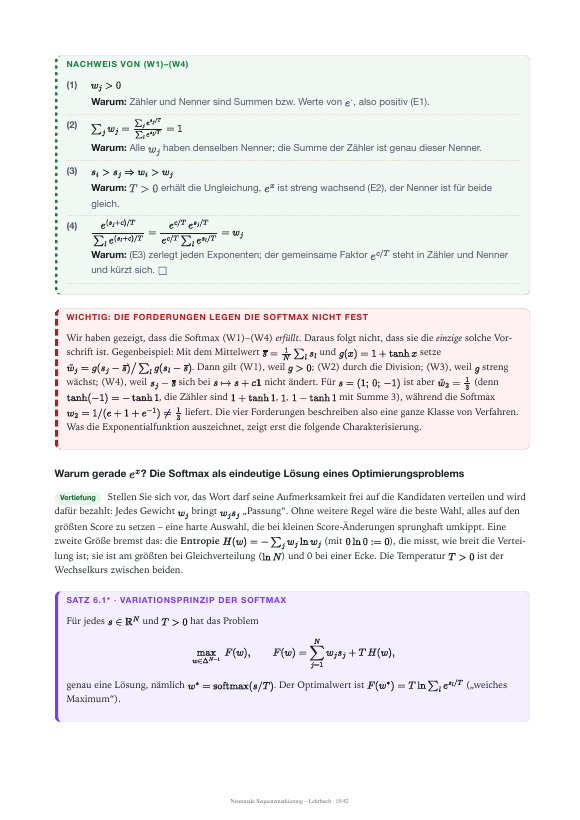 NACHWEIS VON (W1)–(W4)
(1) w_j > 0
Warum: Zähler und Nenner sind Summen bzw. Werte von e^·, also positiv (E1).
(2) ∑_j w_j = (∑_j e^{s_j/T})/(∑_l e^{s_l/T}) = 1
Warum: Alle w_j haben denselben Nenner; die Summe der Zähler ist genau dieser Nenner.
(3) s_i > s_j ⇒ w_i > w_j
Warum: T > 0 erhält die Ungleichung, e^x ist streng wachsend (E2), der Nenner ist für beide
gleich.
(4) e^{(s_j+c)/T} / ∑_l e^{(s_l+c)/T} = e^{c/T} e^{s_j/T} / e^{c/T} ∑_l e^{s_l/T} = w_j
Warum: (E3) zerlegt jeden Exponenten; der gemeinsame Faktor e^{c/T} steht in Zähler und Nenner
und kürzt sich. □
WICHTIG: DIE FORDERUNGEN LEGEN DIE SOFTMAX NICHT FEST
Wir haben gezeigt, dass die Softmax (W1)–(W4) erfüllt. Daraus folgt nicht, dass sie die einzige solche Vor-
schrift ist. Gegenbeispiel: Mit dem Mittelwert s̄ = 1/N ∑_l s_l und g(x) = 1 + tanh x setze
w̃_j = g(s_j − s̄)/ ∑_l g(s_l − s̄). Dann gilt (W1), weil g > 0; (W2) durch die Division; (W3), weil g streng
wächst; (W4), weil s_j − s̄ sich bei s ↦ s + c1 nicht ändert. Für s = (1; 0; −1) ist aber w̃_2 = 1/3 (denn
tanh(−1) = − tanh 1, die Zähler sind 1 + tanh 1, 1, 1 − tanh 1 mit Summe 3), während die Softmax
w_2 = 1/(e + 1 + e^{−1}) ≠ 1/3 liefert. Die vier Forderungen beschreiben also eine ganze Klasse von Verfahren.
Was die Exponentialfunktion auszeichnet, zeigt erst die folgende Charakterisierung.
Warum gerade e^x? Die Softmax als eindeutige Lösung eines Optimierungsproblems
Vertiefung Stellen Sie sich vor, das Wort darf seine Aufmerksamkeit frei auf die Kandidaten verteilen und wird
dafür bezahlt: Jedes Gewicht w_j bringt w_j s_j „Passung“. Ohne weitere Regel wäre die beste Wahl, alles auf den
größten Score zu setzen – eine harte Auswahl, die bei kleinen Score-Änderungen sprunghaft umkippt. Eine
zweite Größe bremst das: die Entropie H(w) = − ∑_j w_j ln w_j (mit 0 ln 0 := 0), die misst, wie breit die Vertei-
lung ist; sie ist am größten bei Gleichverteilung (ln N) und 0 bei einer Ecke. Die Temperatur T > 0 ist der
Wechselkurs zwischen beiden.
SATZ 6.1* · VARIATIONSPRINZIP DER SOFTMAX
Für jedes s ∈ ℝ^N und T > 0 hat das Problem
max_{w∈Δ^{N−1}} F(w), F(w) = ∑_{j=1}^{N} w_j s_j + T H(w),
genau eine Lösung, nämlich w* = softmax(s/T). Der Optimalwert ist F(w*) = T ln ∑_l e^{s_l/T} („weiches
Maximum“).
Neuronale Sequenzmarkierung – Lehrbuch · 15/42